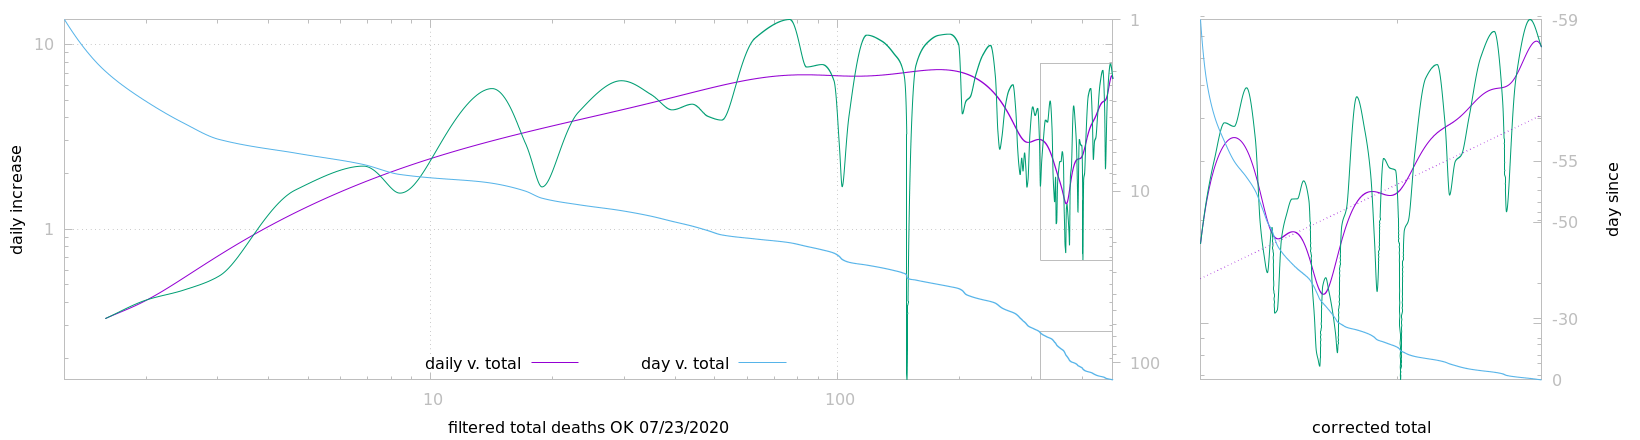 10
1
daily increase
10
100
1
10
100
daily v. total
day v. total
filtered total deaths OK 07/23/2020
-59
-55
-50
-30
0
day since
corrected total